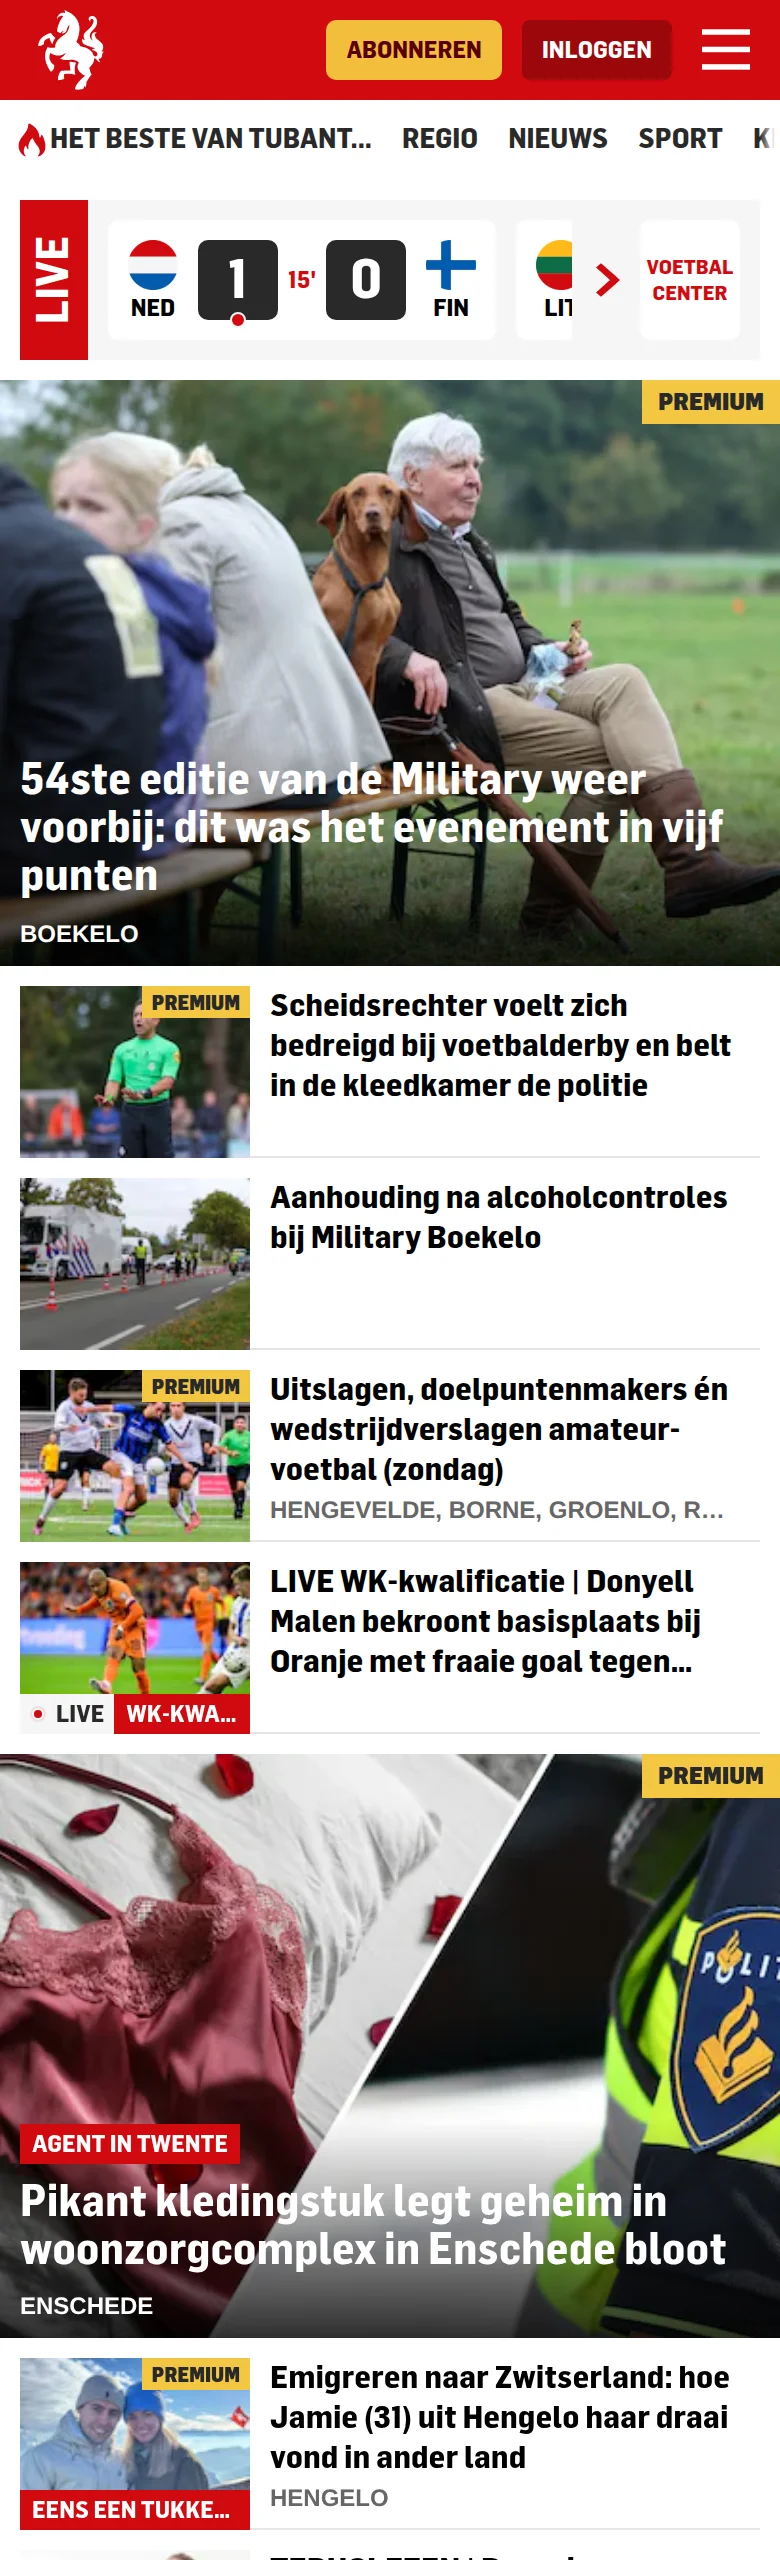 ABONNEREN
INLOGGEN
HET BESTE VAN TUBANT...
REGIO
NIEUWS
SPORT
LIVE
NED
1
15'
0
FIN
LIT
VOETBAL
CENTER
PREMIUM
54ste editie van de Military weer
voorbij: dit was het evenement in vijf
punten
BOEKELO
PREMIUM
Scheidsrechter voelt zich
bedreigd bij voetbalderby en belt
in de kleedkamer de politie
Aanhouding na alcoholcontroles
bij Military Boekelo
PREMIUM
Uitslagen, doelpuntenmakers én
wedstrijdverslagen amateur-
voetbal (zondag)
HENGEVELDE, BORNE, GROENLO, R...
LIVE WK-kwalificatie | Donyell
Malen bekroont basisplaats bij
Oranje met fraaie goal tegen...
LIVE
WK-KWA...
PREMIUM
POLIT
AGENT IN TWENTE
Pikant kledingstuk legt geheim in
woonzorgcomplex in Enschede bloot
ENSCHEDE
PREMIUM
EENS EEN TUKKE...
Emigreren naar Zwitserland: hoe
Jamie (31) uit Hengelo haar draai
vond in ander land
HENGELO